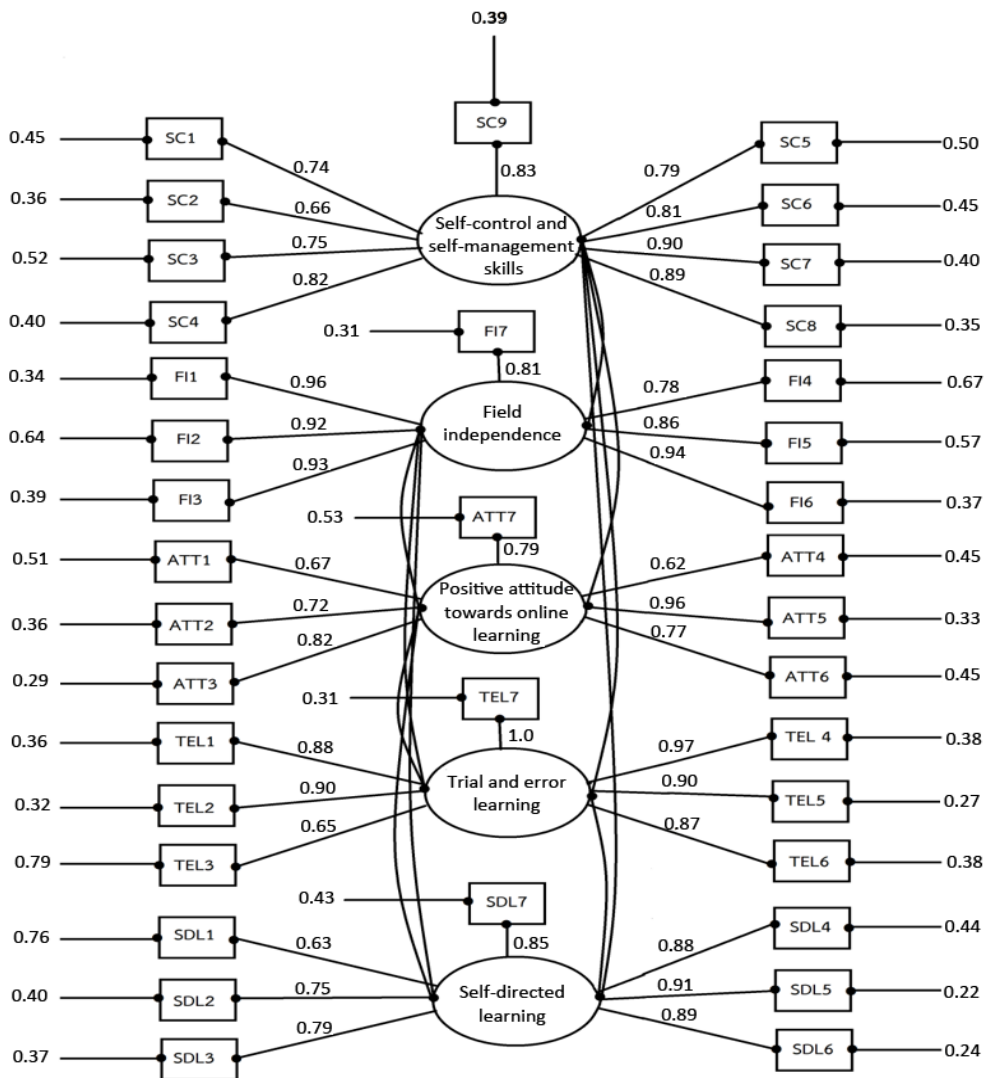 0.39
SC9
0.83
0.45 SC1 0.74
0.79 SC5 0.50
0.36 SC2 0.66
0.81 SC6 0.45
0.52 SC3 0.75
0.90 SC7 0.40
0.40 SC4 0.82
0.89 SC8 0.35
Self-control and
self-management
skills
0.31 FI7
0.81
0.34 FI1 0.96
0.78 FI4 0.67
0.64 FI2 0.92
0.86 FI5 0.57
0.39 FI3 0.93
0.94 FI6 0.37
Field
independence
0.53 ATT7
0.79
0.51 ATT1 0.67
0.62 ATT4 0.45
0.36 ATT2 0.72
0.96 ATT5 0.33
0.29 ATT3 0.82
0.77 ATT6 0.45
Positive attitude
towards online
learning
0.31 TEL7
1.0
0.36 TEL1 0.88
0.97 TEL 4 0.38
0.32 TEL2 0.90
0.90 TEL5 0.27
0.79 TEL3 0.65
0.87 TEL6 0.38
Trial and error
learning
0.43 SDL7
0.85
0.76 SDL1 0.63
0.88 SDL4 0.44
0.40 SDL2 0.75
0.91 SDL5 0.22
0.37 SDL3 0.79
0.89 SDL6 0.24
Self-directed
learning